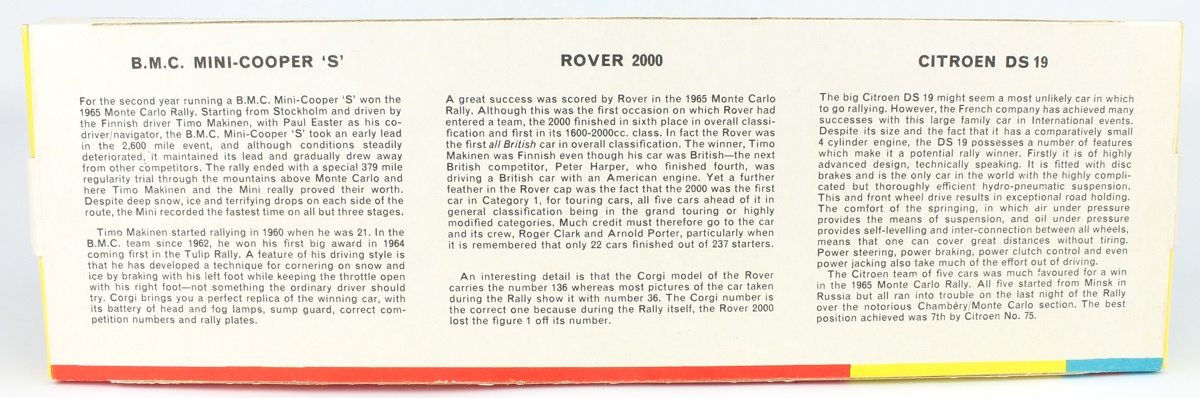 B.M.C. MINI-COOPER 'S'
For the second year running a B.M.C. Mini-Cooper 'S' won the
1965 Monte Carlo Rally. Starting from Stockholm and driven by
the Finnish driver Timo Makinen, with Paul Easter as his co-
driver/navigator, the B.M.C. Mini-Cooper 'S' took an early lead
in the 2,600 mile event, and although conditions steadily
deteriorated, it maintained its lead and gradually drew away
from other competitors. The rally ended with a special 379 mile
regularity trial through the mountains above Monte Carlo and
here Timo Makinen and the Mini really proved their worth.
Despite deep snow, ice and terrifying drops on each side of the
route, the Mini recorded the fastest time on all but three stages.
Timo Makinen started rallying in 1960 when he was 21. In the
B.M.C. team since 1962, he won his first big award in 1964
coming first in the Tulip Rally. A feature of his driving style is
that he has developed a technique for cornering on snow and
ice by braking with his left foot while keeping the throttle open
with his right foot—not something the ordinary driver should
try. Corgi brings you a perfect replica of the winning car, with
its battery of head and fog lamps, sump guard, correct com-
petition numbers and rally plates.
ROVER 2000
A great success was scored by Rover in the 1965 Monte Carlo
Rally. Although this was the first occasion on which Rover had
entered a team, the 2000 finished in sixth place in overall classi-
fication and first in its 1600-2000cc. class. In fact the Rover was
the first all British car in overall classification. The winner, Timo
Makinen was Finnish even though his car was British—the next
British competitor, Peter Harper, who finished fourth, was
driving a British car with an American engine. Yet a further
feather in the Rover cap was the fact that the 2000 was the first
car in Category 1, for touring cars, all five cars ahead of it in
general classification being in the grand touring or highly
modified categories. Much credit must therefore go to the car
and its crew, Roger Clark and Arnold Porter, particularly when
it is remembered that only 22 cars finished out of 237 starters.
An interesting detail is that the Corgi model of the Rover
carries the number 136 whereas most pictures of the car taken
during the Rally show it with number 36. The Corgi number is
the correct one because during the Rally itself, the Rover 2000
lost the figure 1 off its number.
CITROEN DS 19
The big Citroen DS 19 might seem a most unlikely car in which
to go rallying. However, the French company has achieved many
successes with this large family car in International events.
Despite its size and the fact that it has a comparatively small
4 cylinder engine, the DS 19 possesses a number of features
which make it a potential rally winner. Firstly it is of highly
advanced design, technically speaking. It is fitted with disc
brakes and is the only car in the world with the highly compli-
cated but thoroughly efficient hydro-pneumatic suspension.
This and front wheel drive results in exceptional road holding.
The comfort of the springing, in which air under pressure
provides the means of suspension, and oil under pressure
provides self-levelling and inter-connection between all wheels,
means that one can cover great distances without tiring.
Power steering, power braking, power clutch control and even
power jacking also take much of the effort out of driving.
The Citroen team of five cars was much favoured for a win
in the 1965 Monte Carlo Rally. All five started from Minsk in
Russia but all ran into trouble on the last night of the Rally
over the notorious Chambéry/Monte Carlo section. The best
position achieved was 7th by Citroen No. 75.